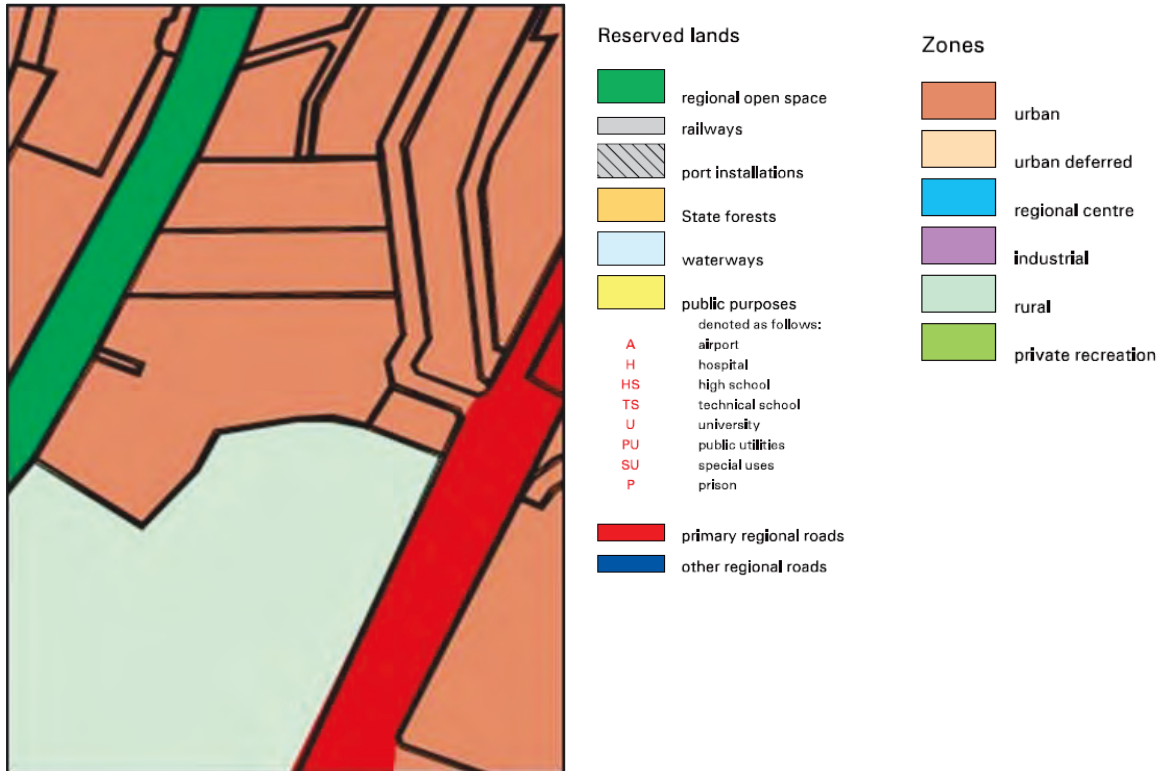 Reserved lands
regional open space
railways
port installations
State forests
waterways
public purposes
denoted as follows:
A airport
H hospital
HS high school
TS technical school
U university
PU public utilities
SU special uses
P prison
primary regional roads
other regional roads
Zones
urban
urban deferred
regional centre
industrial
rural
private recreation